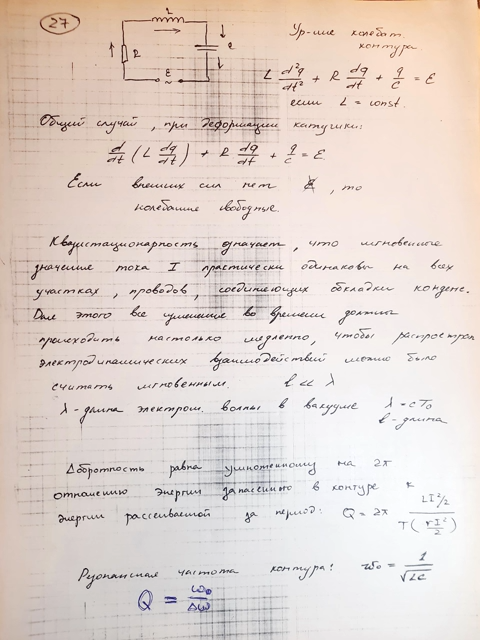 27
L
R
C
ε
~
Ур-ние колебат.
контура
L d²q/dt² + R dq/dt + q/c = ε
если L = const.
Общий случай, при деформации катушки:
d/dt (L dq/dt) + R dq/dt + q/c = ε
Если внешних сил нет, то
колебание свободные.
Квазистационарность означает, что мгновенные
значение тока I практически одинаковы на всех
участках, проводов, соединяющих обкладки конденс.
Для этого все изменение во времени должны
происходить настолько медленно, чтобы распростран
электродинамических взаимодействий можно было
считать мгновенным. l ≪ λ
λ-длина электром. волны в вакууме λ = cT₀
l-длина
Добротность равна умноженному на 2π
отношению энергии запасённой в контуре к
энергии рассеиваемой за период: Q = 2π (LI²/2)/(T(rI²/2))
Резонансная частота контура: ω₀ = 1/√LC
Q = ω₀/Δω